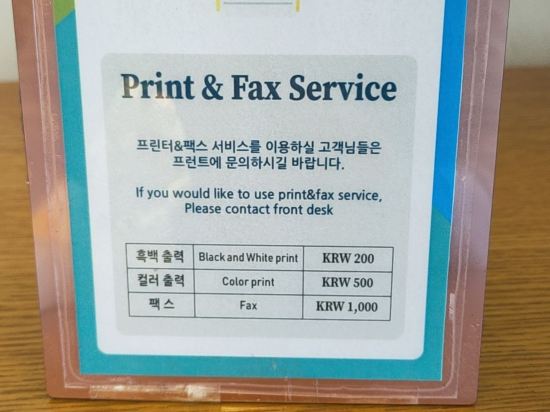 Print & Fax Service
프린터&팩스 서비스를 이용하실 고객님들은
프런트에 문의하시길 바랍니다.
If you would like to use print&fax service,
Please contact front desk
흑백 출력 Black and White print KRW 200
컬러 출력 Color print KRW 500
팩 스 Fax KRW 1,000